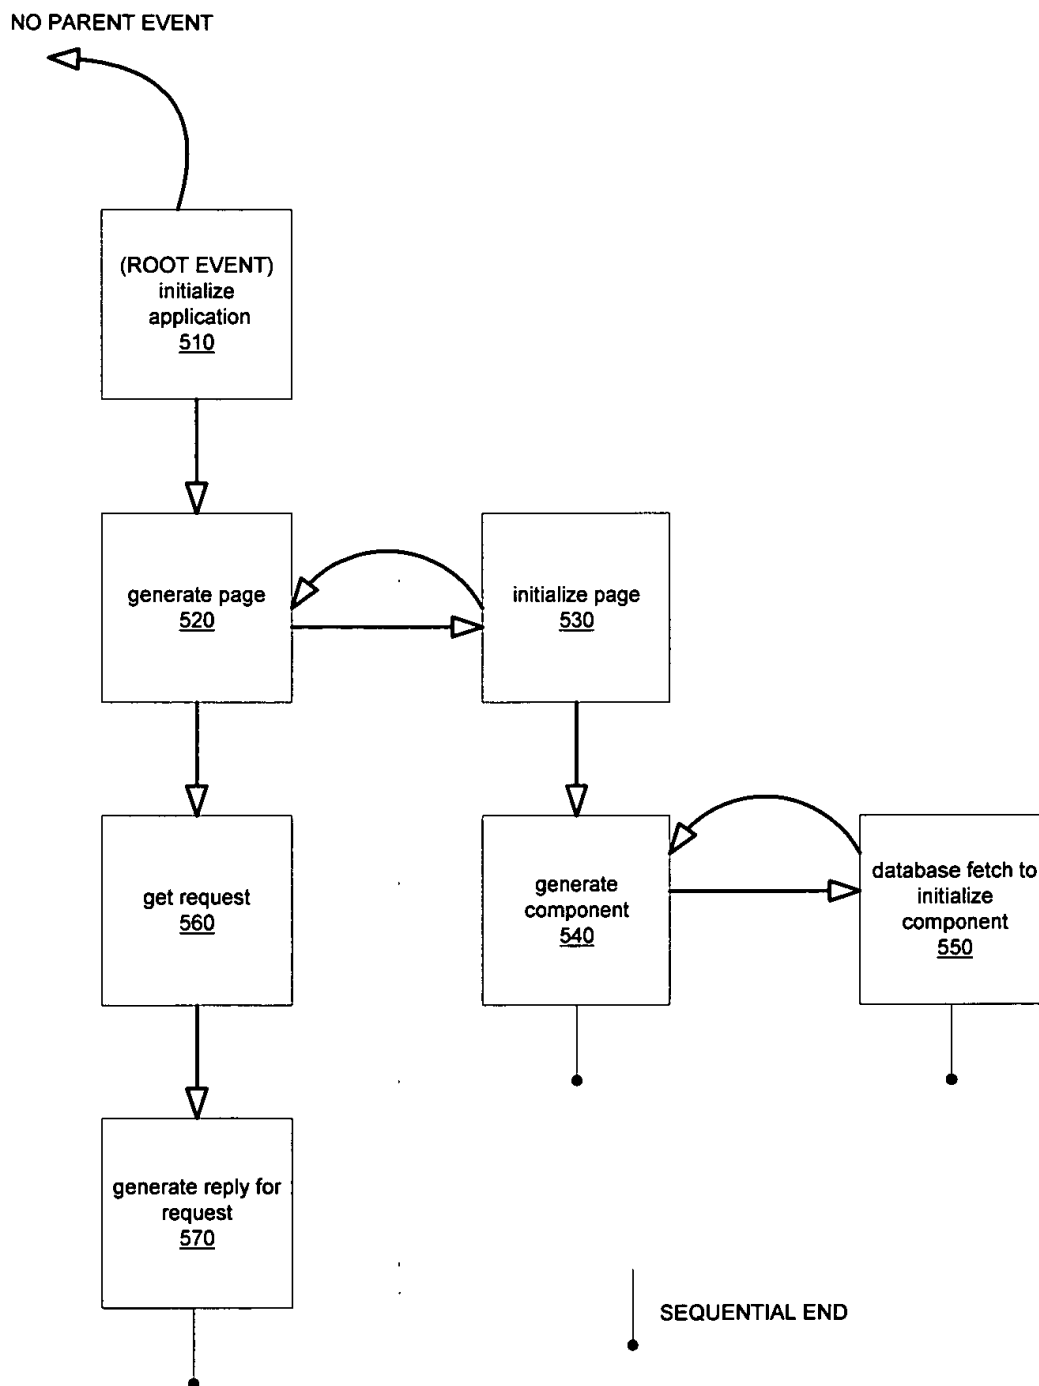 NO PARENT EVENT
(ROOT EVENT)
initialize
application
510
generate page
520
initialize page
530
get request
560
generate
component
540
database fetch to
initialize
component
550
generate reply for
request
570
SEQUENTIAL END